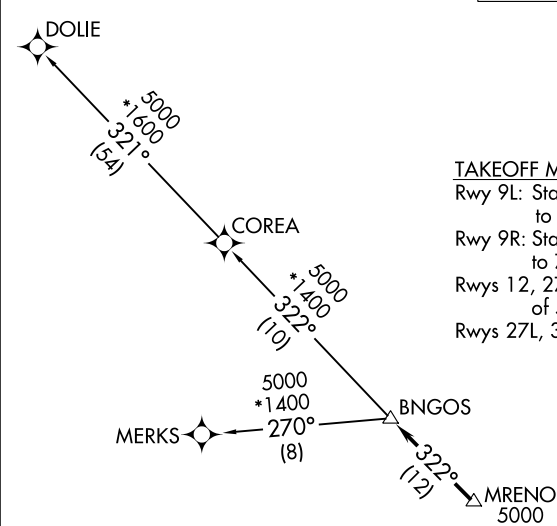 DOLIE
5000
*1600
321°
(54)
TAKEOFF M
Rwy 9L: Sta
to
Rwy 9R: Sta
to
Rwys 12, 27
of
Rwys 27L, 3
COREA
5000
*1400
322°
(10)
5000
*1400
270°
(8)
MERKS
BNGOS
322°
(12)
MRENO
5000